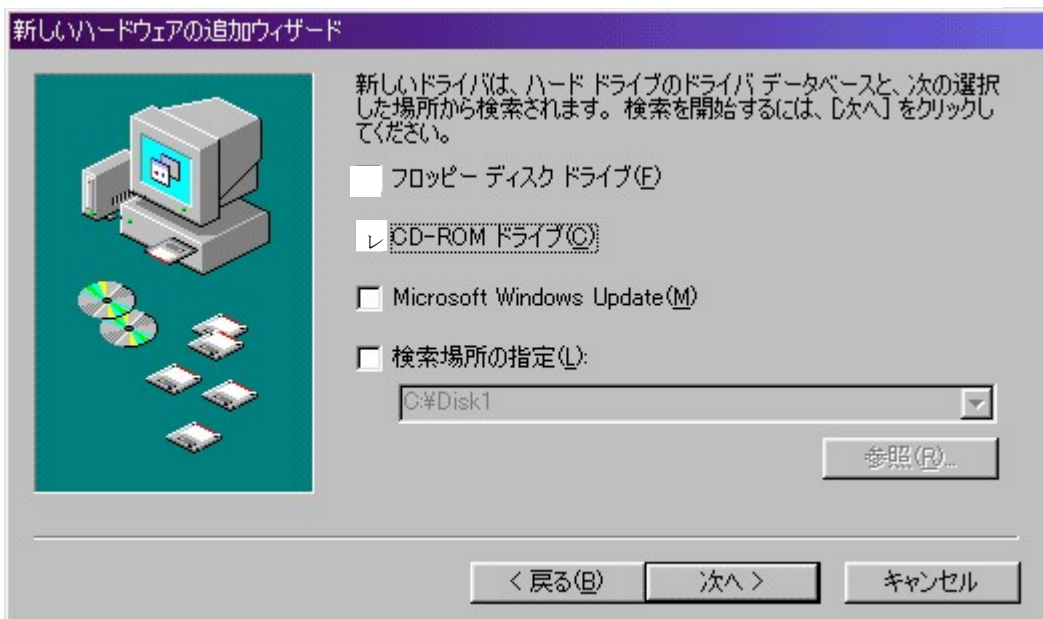 新しいハードウェアの追加ウィザード
新しいドライバは、ハード ドライブのドライバ データベースと、次の選択
した場所から検索されます。検索を開始するには、[次へ] をクリックし
てください。
フロッピー ディスク ドライブ(F)
レ CD-ROM ドライブ(C)
Microsoft Windows Update(M)
検索場所の指定(L):
C:¥Disk1
参照(R)...
< 戻る(B)
次へ >
キャンセル